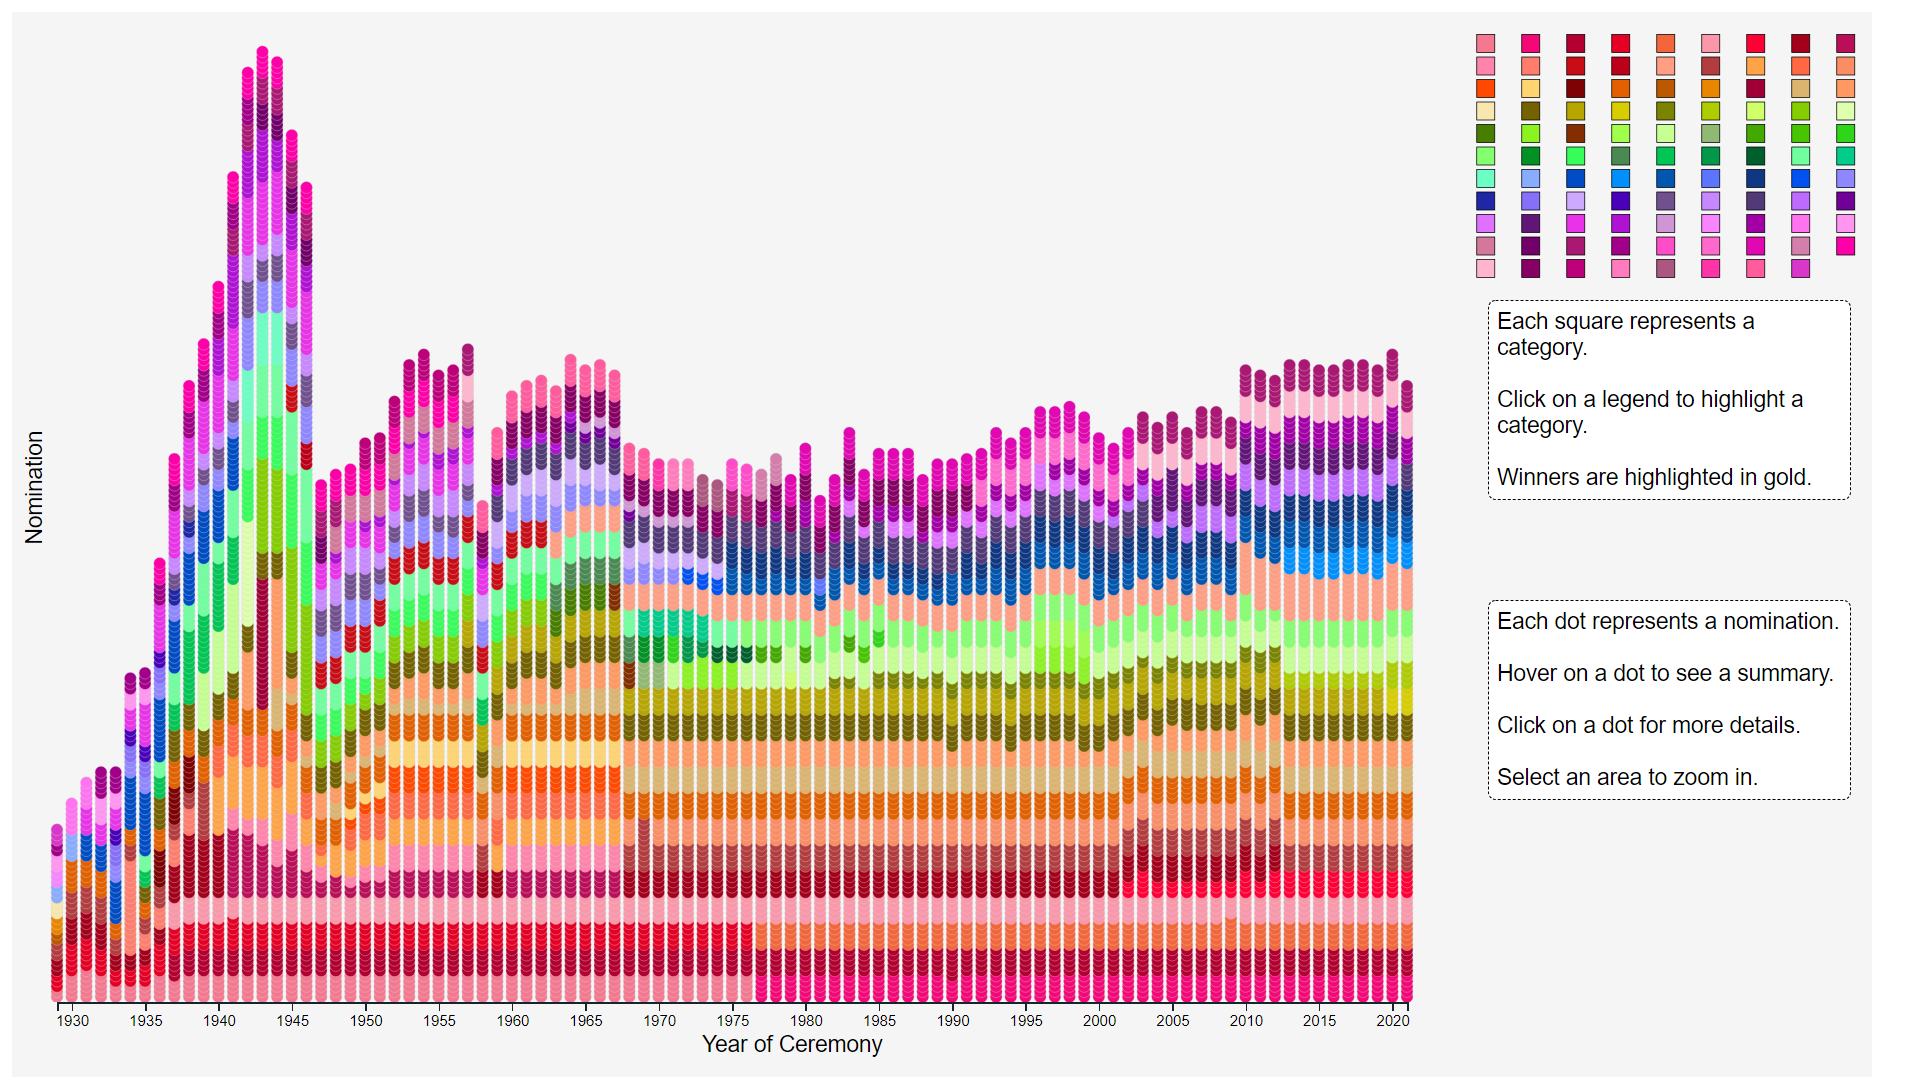 Each square represents a
category.
Click on a legend to highlight a
category.
Winners are highlighted in gold.
Nomination
Each dot represents a nomination.
Hover on a dot to see a summary.
Click on a dot for more details.
Select an area to zoom in.
1930 1935 1940 1945 1950 1955 1960 1965 1970 1975 1980 1985 1990 1995 2000 2005 2010 2015 2020
Year of Ceremony